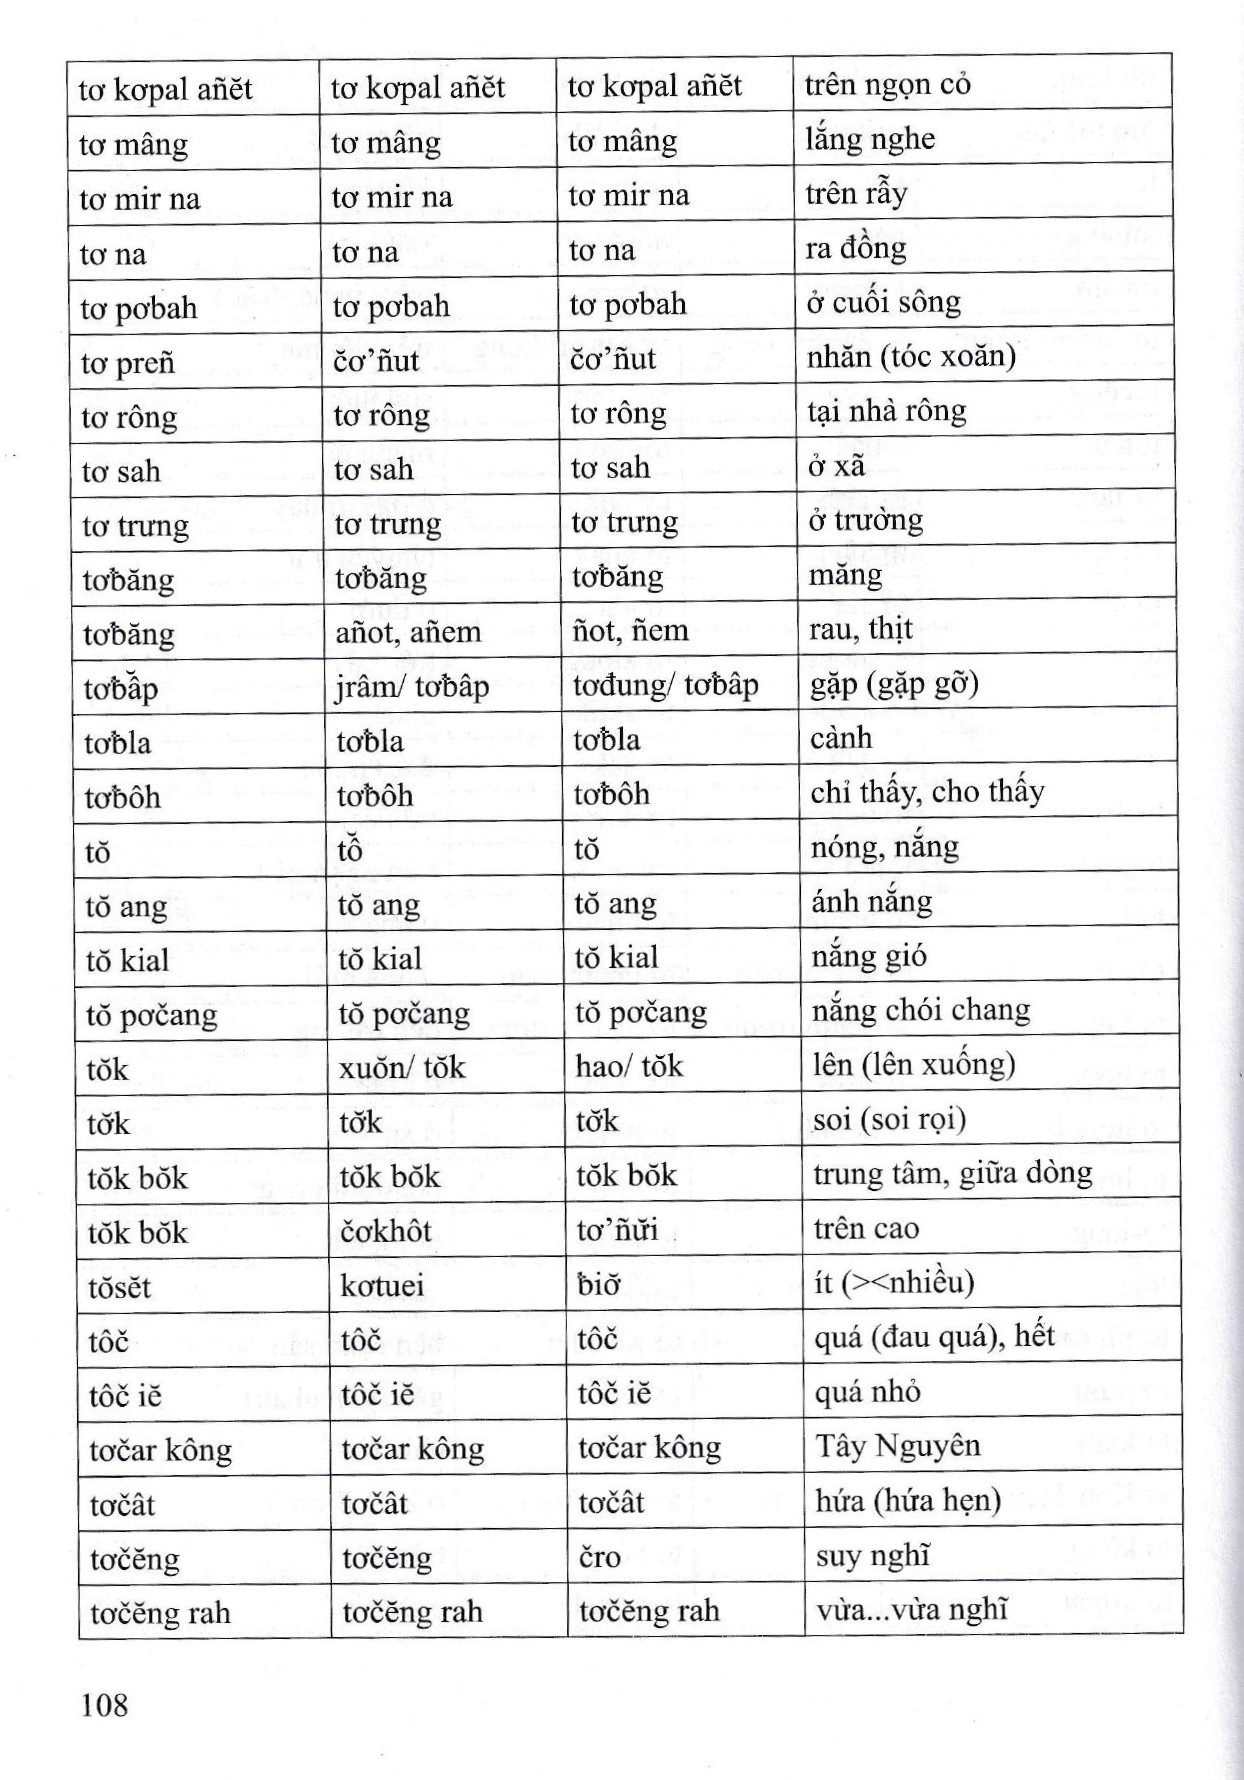 tơ kơpal añĕt tơ kơpal añĕt tơ kơpal añĕt trên ngọn cỏ
tơ mâng tơ mâng tơ mâng lắng nghe
tơ mir na tơ mir na tơ mir na trên rẫy
tơ na tơ na tơ na ra đồng
tơ pơbah tơ pơbah tơ pơbah ở cuối sông
tơ preñ čơ’ñut čơ’ñut nhăn (tóc xoăn)
tơ rông tơ rông tơ rông tại nhà rông
tơ sah tơ sah tơ sah ở xã
tơ trưng tơ trưng tơ trưng ở trường
tơƀăng tơƀăng tơƀăng măng
tơƀăng añot, añem ñot, ñem rau, thịt
tơƀâ̆p jrâm/ tơƀâp tơđung/ tơƀâp gặp (gặp gỡ)
tơƀla tơƀla tơƀla cành
tơƀôh tơƀôh tơƀôh chỉ thấy, cho thấy
tŏ tô̆ tŏ nóng, nắng
tŏ ang tŏ ang tŏ ang ánh nắng
tŏ kial tŏ kial tŏ kial nắng gió
tŏ pơčang tŏ pơčang tŏ pơčang nắng chói chang
tŏk xuŏn/ tŏk hao/ tŏk lên (lên xuống)
tơ̆k tơ̆k tơ̆k soi (soi rọi)
tŏk bŏk tŏk bŏk tŏk bŏk trung tâm, giữa dòng
tŏk bŏk čơkhôt tơ’ñư̆i trên cao
tŏsĕt kơtuei ƀiơ̆ ít (><nhiều)
tôč̆ tôč̆ tôč̆ quá (đau quá), hết
tôč̆ iĕ tôč̆ iĕ tôč̆ iĕ quá nhỏ
tơčar kông tơčar kông tơčar kông Tây Nguyên
tơčât tơčât tơčât hứa (hứa hẹn)
tơčĕng tơčĕng čro suy nghĩ
tơčĕng rah tơčĕng rah tơčĕng rah vừa...vừa nghĩ
108